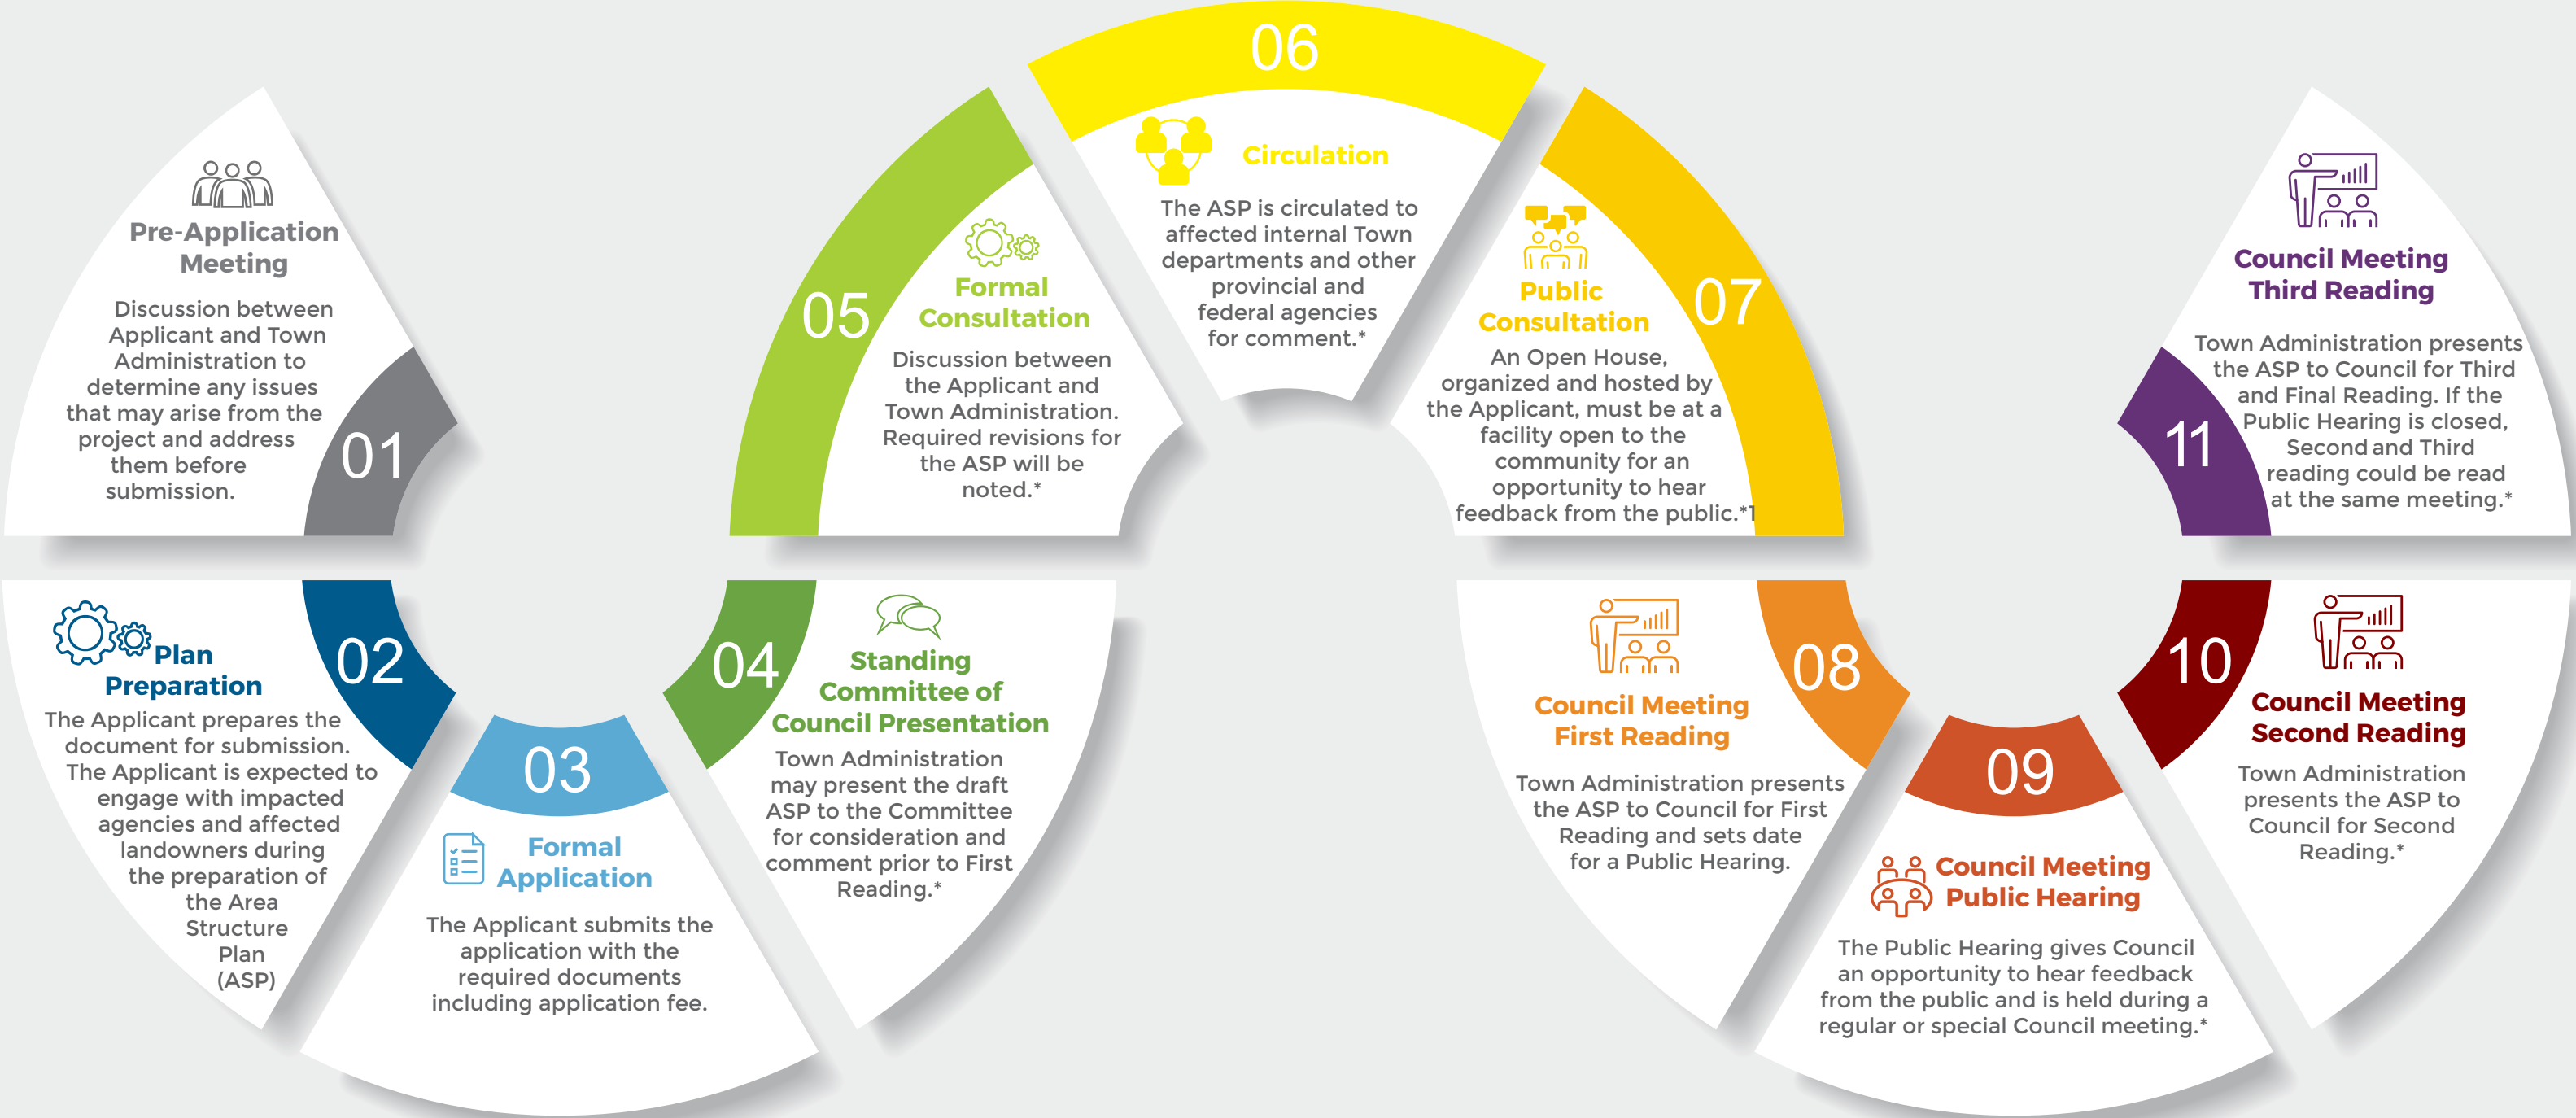 01
Pre-Application
Meeting
Discussion between
Applicant and Town
Administration to
determine any issues
that may arise from the
project and address
them before
submission.
02
Plan
Preparation
The Applicant prepares the
document for submission.
The Applicant is expected to
engage with impacted
agencies and affected
landowners during
the preparation of
the Area
Structure
Plan
(ASP)
03
Formal
Application
The Applicant submits the
application with the
required documents
including application fee.
04
Standing
Committee of
Council Presentation
Town Administration
may present the draft
ASP to the Committee
for consideration and
comment prior to First
Reading.*
05
Formal
Consultation
Discussion between
the Applicant and
Town Administration.
Required revisions for
the ASP will be
noted.*
06
Circulation
The ASP is circulated to
affected internal Town
departments and other
provincial and
federal agencies
for comment.*
07
Public
Consultation
An Open House,
organized and hosted by
the Applicant, must be at a
facility open to the
community for an
opportunity to hear
feedback from the public.*1
08
Council Meeting
First Reading
Town Administration presents
the ASP to Council for First
Reading and sets date
for a Public Hearing.
09
Council Meeting
Public Hearing
The Public Hearing gives Council
an opportunity to hear feedback
from the public and is held during a
regular or special Council meeting.*
10
Council Meeting
Second Reading
Town Administration
presents the ASP to
Council for Second
Reading.*
11
Council Meeting
Third Reading
Town Administration presents
the ASP to Council for Third
and Final Reading. If the
Public Hearing is closed,
Second and Third
reading could be read
at the same meeting.*